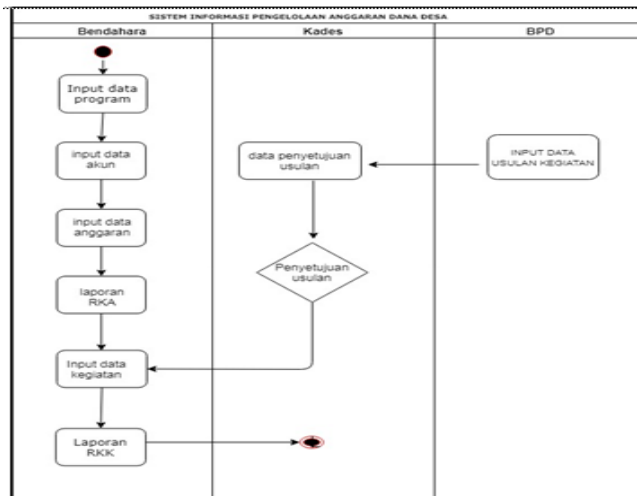 SISTEM INFORMASI PENGELOLAAN ANGGARAN DANA DESA
Bendahara
Kades
BPD
Input data
program
input data
akun
data penyetujuan
usulan
INPUT DATA
USULAN KEGIATAN
input data
anggaran
Penyetujuan
usulan
laporan
RKA
Input data
kegiatan
Laporan
RKK